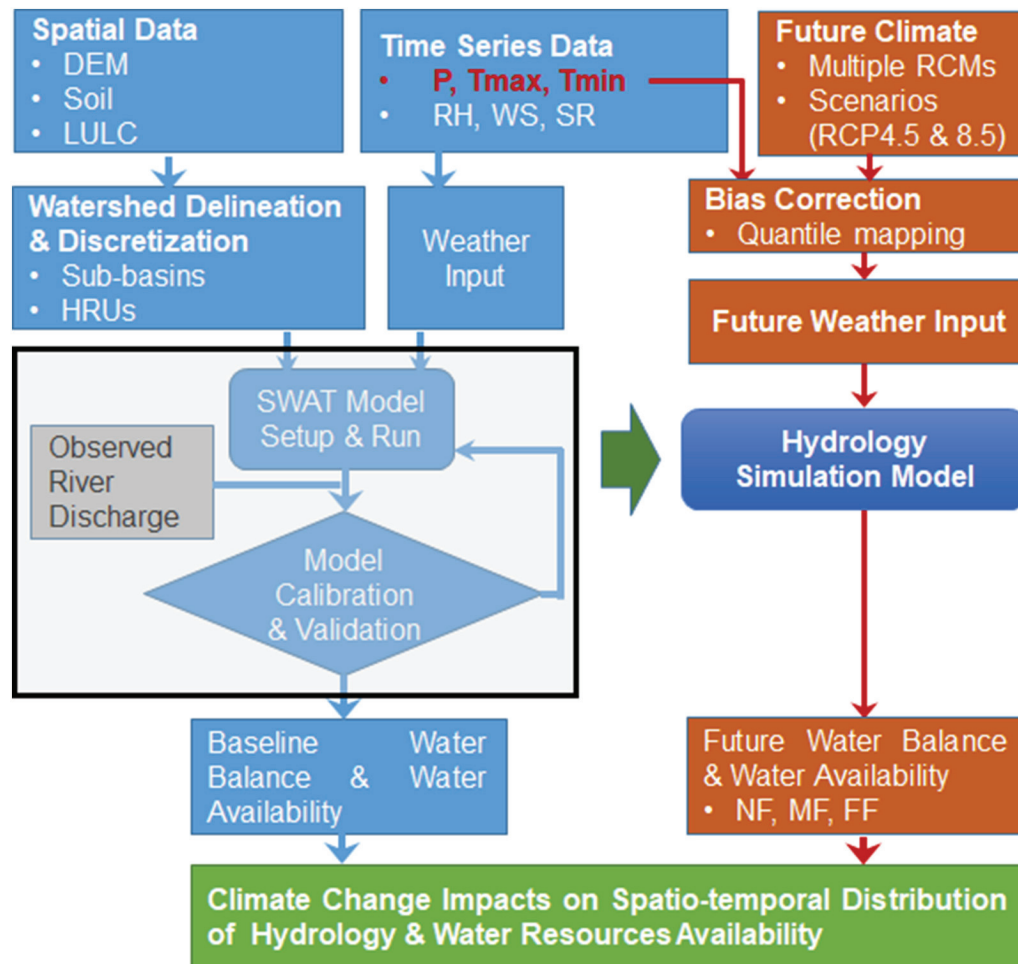 Spatial Data
• DEM
• Soil
• LULC
Time Series Data
• P, Tmax, Tmin
• RH, WS, SR
Future Climate
• Multiple RCMs
• Scenarios
(RCP4.5 & 8.5)
Watershed Delineation
& Discretization
• Sub-basins
• HRUs
Weather
Input
Bias Correction
• Quantile mapping
Future Weather Input
SWAT Model
Setup & Run
Observed
River
Discharge
Model
Calibration
& Validation
Hydrology
Simulation Model
Baseline Water
Balance & Water
Availability
Future Water Balance
& Water Availability
• NF, MF, FF
Climate Change Impacts on Spatio-temporal Distribution
of Hydrology & Water Resources Availability